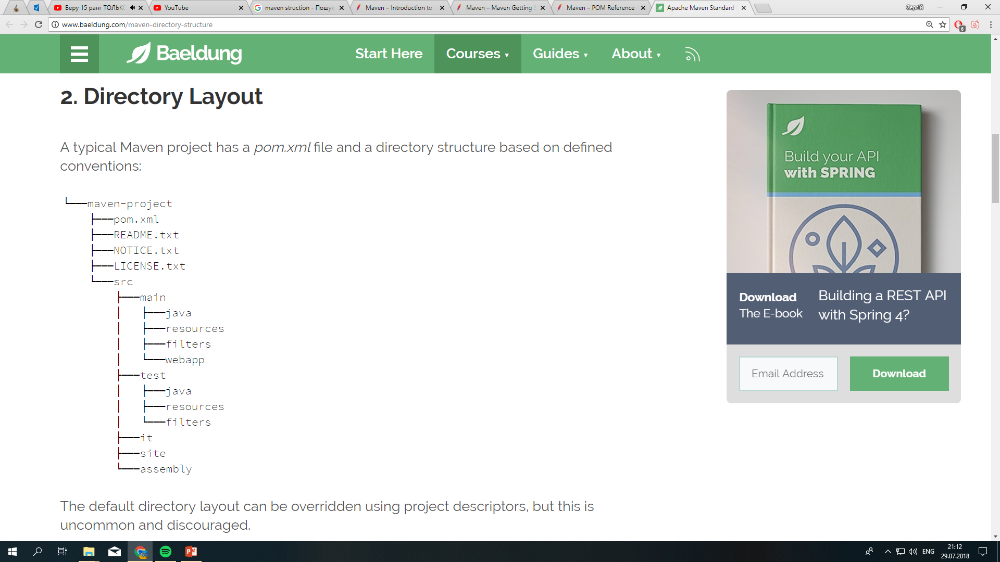 Беру 15 ранг ТОЛЬКО
YouTube
maven struction - Пошук
Maven – Introduction to
Maven – Maven Getting S
Maven – POM Reference
Apache Maven Standard
Сергій
www.baeldung.com/maven-directory-structure
6
Baeldung
Start Here
Courses ▾
Guides ▾
About ▾
2. Directory Layout
A typical Maven project has a pom.xml file and a directory structure based on defined
conventions:
└───maven-project
├───pom.xml
├───README.txt
├───NOTICE.txt
├───LICENSE.txt
└───src
├───main
│ ├───java
│ ├───resources
│ ├───filters
│ └───webapp
├───test
│ ├───java
│ ├───resources
│ └───filters
├───it
├───site
└───assembly
The default directory layout can be overridden using project descriptors, but this is
uncommon and discouraged.
Build your API
with SPRING
Download
The E-book
Building a REST API
with Spring 4?
Email Address
Download
ENG
21:12
29.07.2018